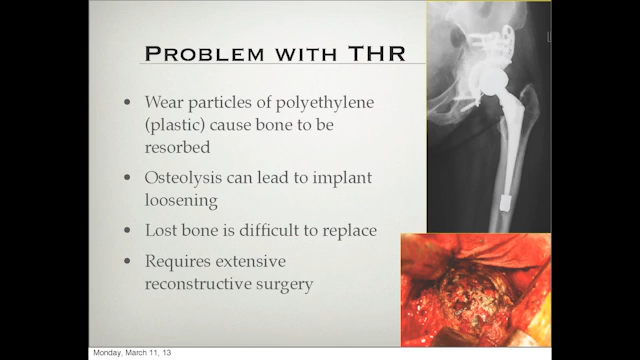 PROBLEM WITH THR
• Wear particles of polyethylene
(plastic) cause bone to be
resorbed
• Osteolysis can lead to implant
loosening
• Lost bone is difficult to replace
• Requires extensive
reconstructive surgery
Monday, March 11, 13